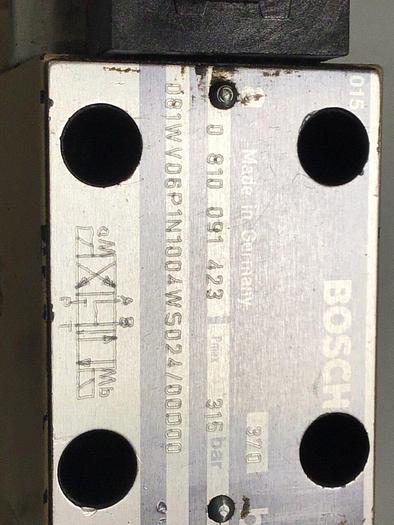 015
BOSCH
370
Made in Germany
0 810 091 423 Pmax 315 bar
081WV06P1N1004WS024/00D00
a b